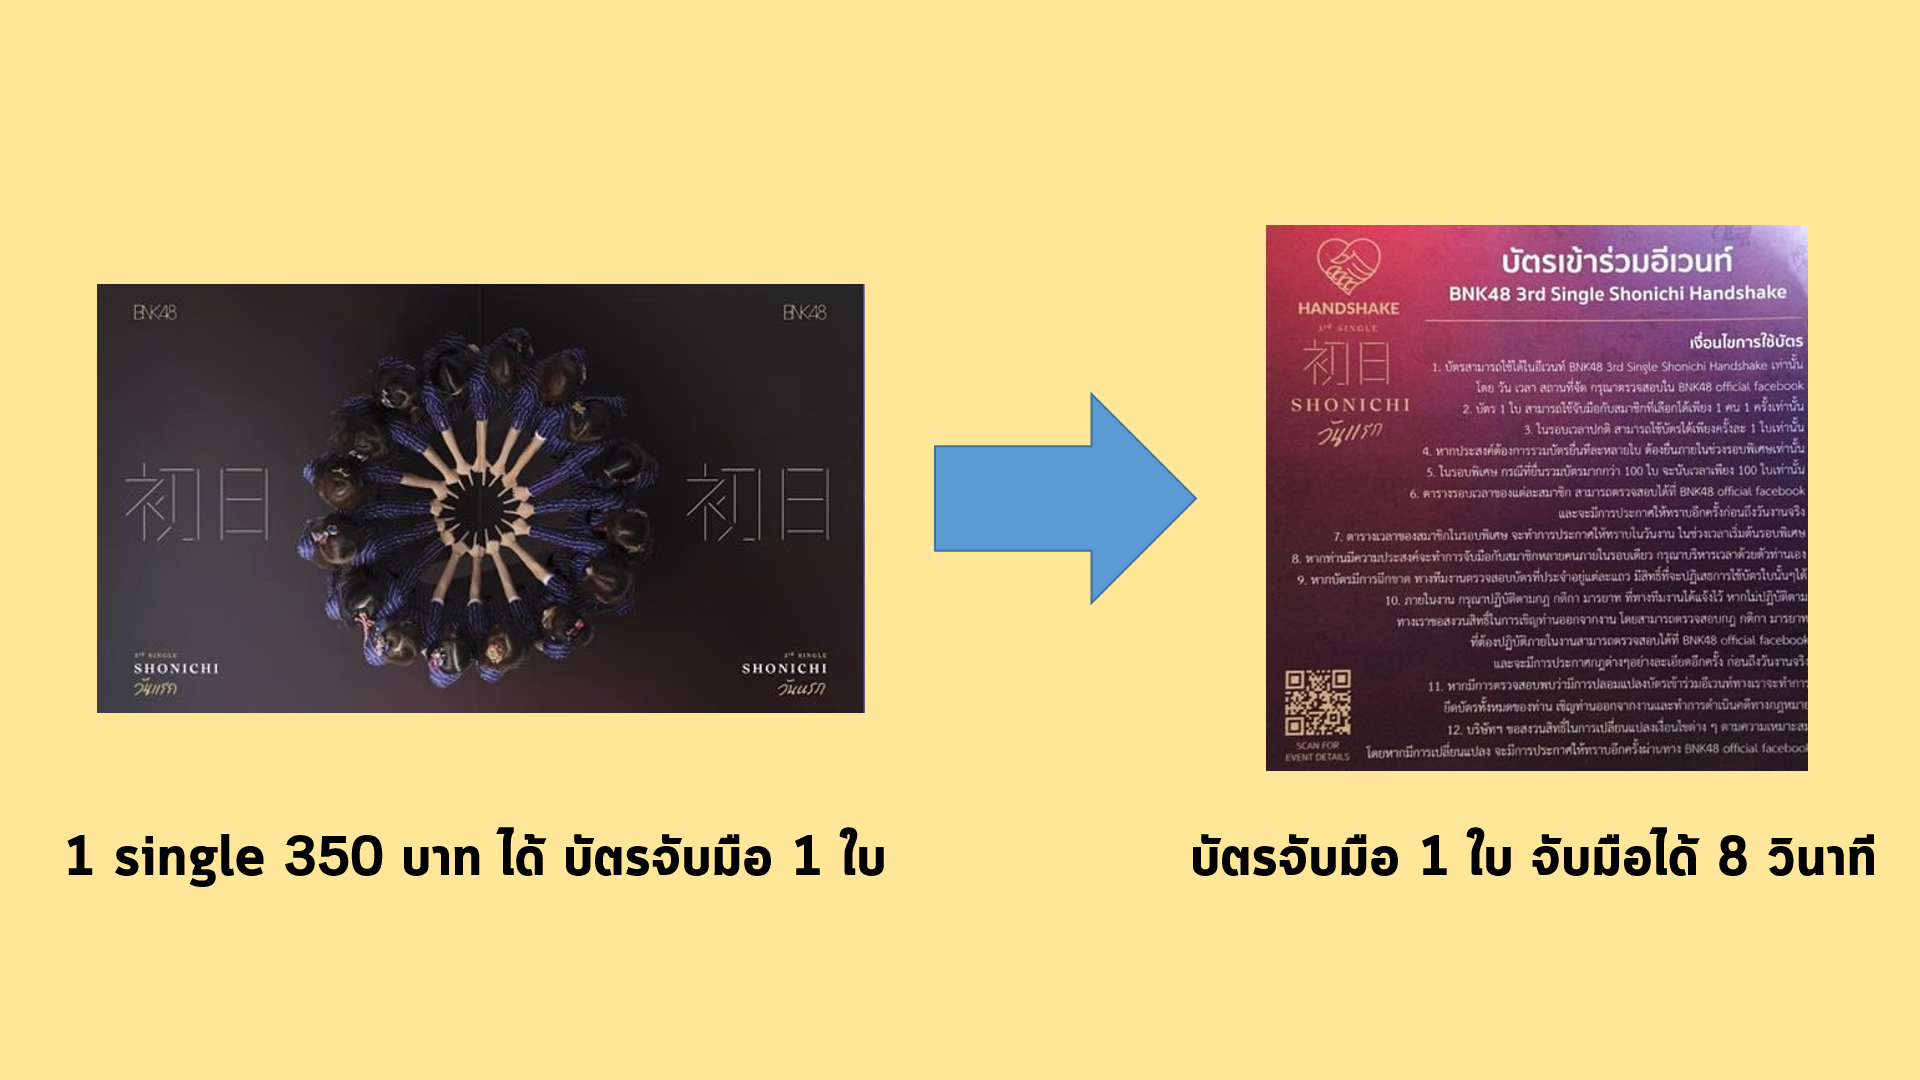 BNK48
BNK48
初日
初日
3rd SINGLE
SHONICHI
วันแรก
3rd SINGLE
SHONICHI
วันแรก
1 single 350 บาท ได้ บัตรจับมือ 1 ใบ
HANDSHAKE
3rd SINGLE
初日
SHONICHI
วันแรก
บัตรเข้าร่วมอีเวนท์
BNK48 3rd Single Shonichi Handshake
เงื่อนไขการใช้บัตร
1. บัตรสามารถใช้ได้ในอีเวนท์ BNK48 3rd Single Shonichi Handshake เท่านั้น
โดย วัน เวลา สถานที่จัด กรุณาตรวจสอบใน BNK48 official facebook
2. บัตร 1 ใบ สามารถใช้จับมือกับสมาชิกที่เลือกได้เพียง 1 คน 1 ครั้งเท่านั้น
3. ในรอบเวลาปกติ สามารถใช้บัตรได้เพียงครั้งละ 1 ใบเท่านั้น
4. หากประสงค์ต้องการรวมบัตรยื่นทีละหลายใบ ต้องยื่นภายในช่วงรอบพิเศษเท่านั้น
5. ในรอบพิเศษ กรณีที่ยื่นรวมบัตรมากกว่า 100 ใบ จะนับเวลาเพียง 100 ใบเท่านั้น
6. ตารางรอบเวลาของแต่ละสมาชิก สามารถตรวจสอบได้ที่ BNK48 official facebook
และจะมีการประกาศให้ทราบอีกครั้งก่อนถึงวันงานจริง
7. ตารางเวลาของสมาชิกในรอบพิเศษ จะทำการประกาศให้ทราบในวันงาน ในช่วงเวลาเริ่มต้นรอบพิเศษ
8. หากท่านมีความประสงค์จะทำการจับมือกับสมาชิกหลายคนภายในรอบเดียว กรุณาบริหารเวลาด้วยตัวท่านเอง
9. หากบัตรมีการฉีกขาด ทางทีมงานตรวจสอบบัตรที่ประจำอยู่แต่ละแถว มีสิทธิ์ที่จะปฏิเสธการใช้บัตรใบนั้นๆได้
10. ภายในงาน กรุณาปฏิบัติตามกฎ กติกา มารยาท ที่ทางทีมงานได้แจ้งไว้ หากไม่ปฏิบัติตาม
ทางเราขอสงวนสิทธิ์ในการเชิญท่านออกจากงาน โดยสามารถตรวจสอบกฎ กติกา มารยาท
ที่ต้องปฏิบัติภายในงานสามารถตรวจสอบได้ที่ BNK48 official facebook
และจะมีการประกาศกฎต่างๆอย่างละเอียดอีกครั้ง ก่อนถึงวันงานจริง
11. หากมีการตรวจสอบพบว่ามีการปลอมแปลงบัตรเข้าร่วมอีเวนท์ทางเราจะทำการ
ยึดบัตรทั้งหมดของท่าน เชิญท่านออกจากงานและทำการดำเนินคดีทางกฎหมาย
12. บริษัทฯ ขอสงวนสิทธิ์ในการเปลี่ยนแปลงเงื่อนไขต่าง ๆ ตามความเหมาะสม
โดยหากมีการเปลี่ยนแปลง จะมีการประกาศให้ทราบอีกครั้งผ่านทาง BNK48 official facebook
SCAN FOR
EVENT DETAILS
บัตรจับมือ 1 ใบ จับมือได้ 8 วินาที